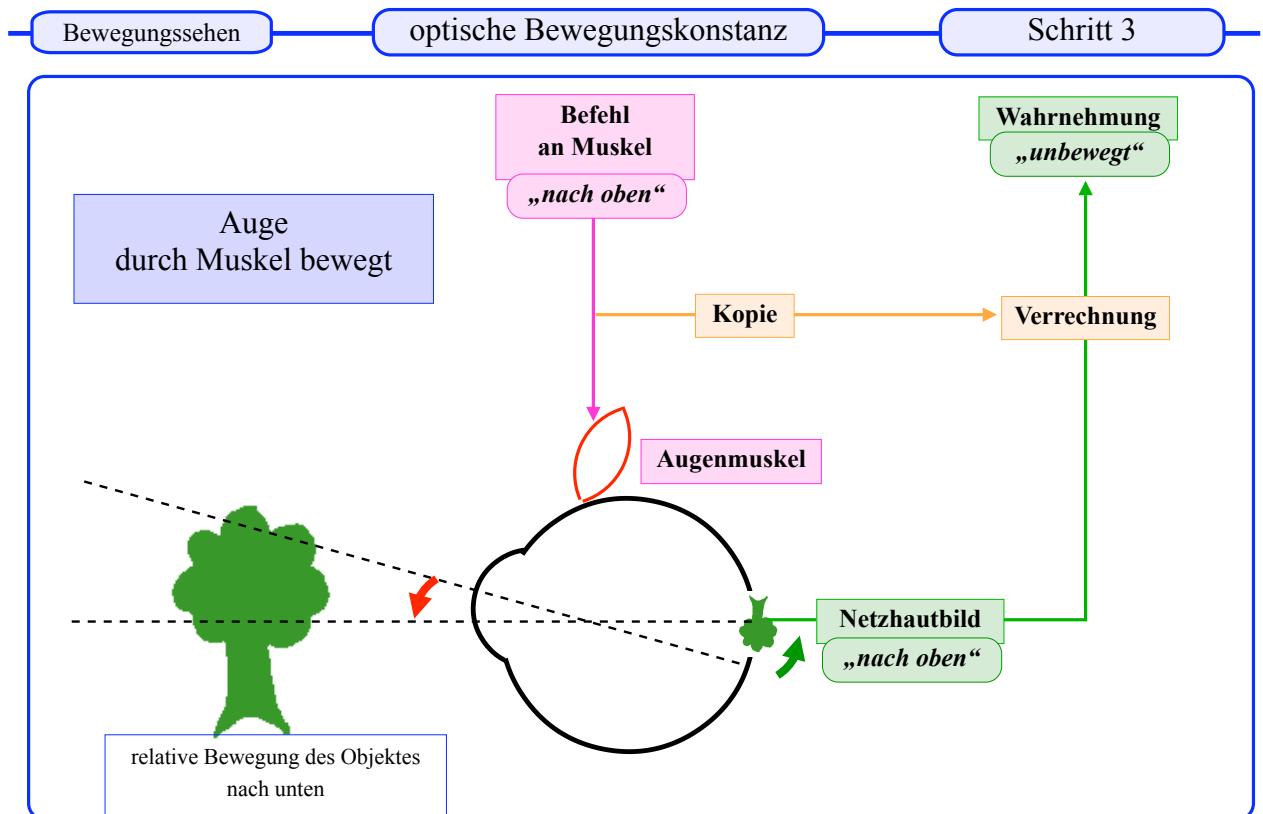 Bewegungssehen
optische Bewegungskonstanz
Schritt 3
Befehl
an Muskel
„nach oben“
Wahrnehmung
„unbewegt“
Auge
durch Muskel bewegt
Kopie
Verrechnung
Augenmuskel
Netzhautbild
„nach oben“
relative Bewegung des Objektes
nach unten